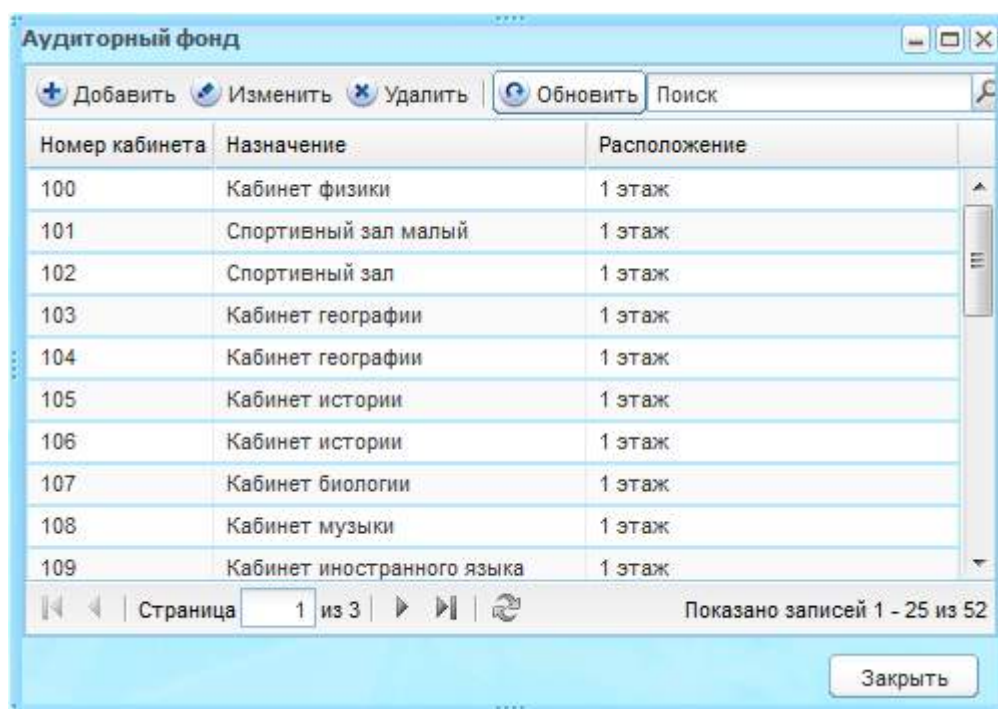 Аудиторный фонд
Добавить Изменить Удалить Обновить Поиск
Номер кабинета Назначение Расположение
100 Кабинет физики 1 этаж
101 Спортивный зал малый 1 этаж
102 Спортивный зал 1 этаж
103 Кабинет географии 1 этаж
104 Кабинет географии 1 этаж
105 Кабинет истории 1 этаж
106 Кабинет истории 1 этаж
107 Кабинет биологии 1 этаж
108 Кабинет музыки 1 этаж
109 Кабинет иностранного языка 1 этаж
Страница 1 из 3 Показано записей 1 - 25 из 52
Закрыть